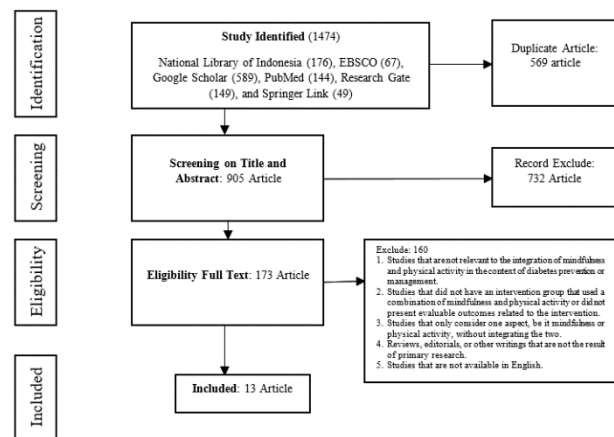 Identification
Study Identified (1474)
National Library of Indonesia (176), EBSCO (67),
Google Scholar (589), PubMed (144), Research Gate
(149), and Springer Link (49)
Duplicate Article:
569 article
Screening
Screening on Title and
Abstract: 905 Article
Record Exclude:
732 Article
Eligibility
Eligibility Full Text: 173 Article
Exclude: 160
1. Studies that are not relevant to the integration of mindfulness
and physical activity in the context of diabetes prevention or
management.
2. Studies that did not have an intervention group that used a
combination of mindfulness and physical activity or did not
present evaluable outcomes related to the intervention.
3. Studies that only consider one aspect, be it mindfulness or
physical activity, without integrating the two.
4. Reviews, editorials, or other writings that are not the result
of primary research.
5. Studies that are not available in English.
Included
Included: 13 Article